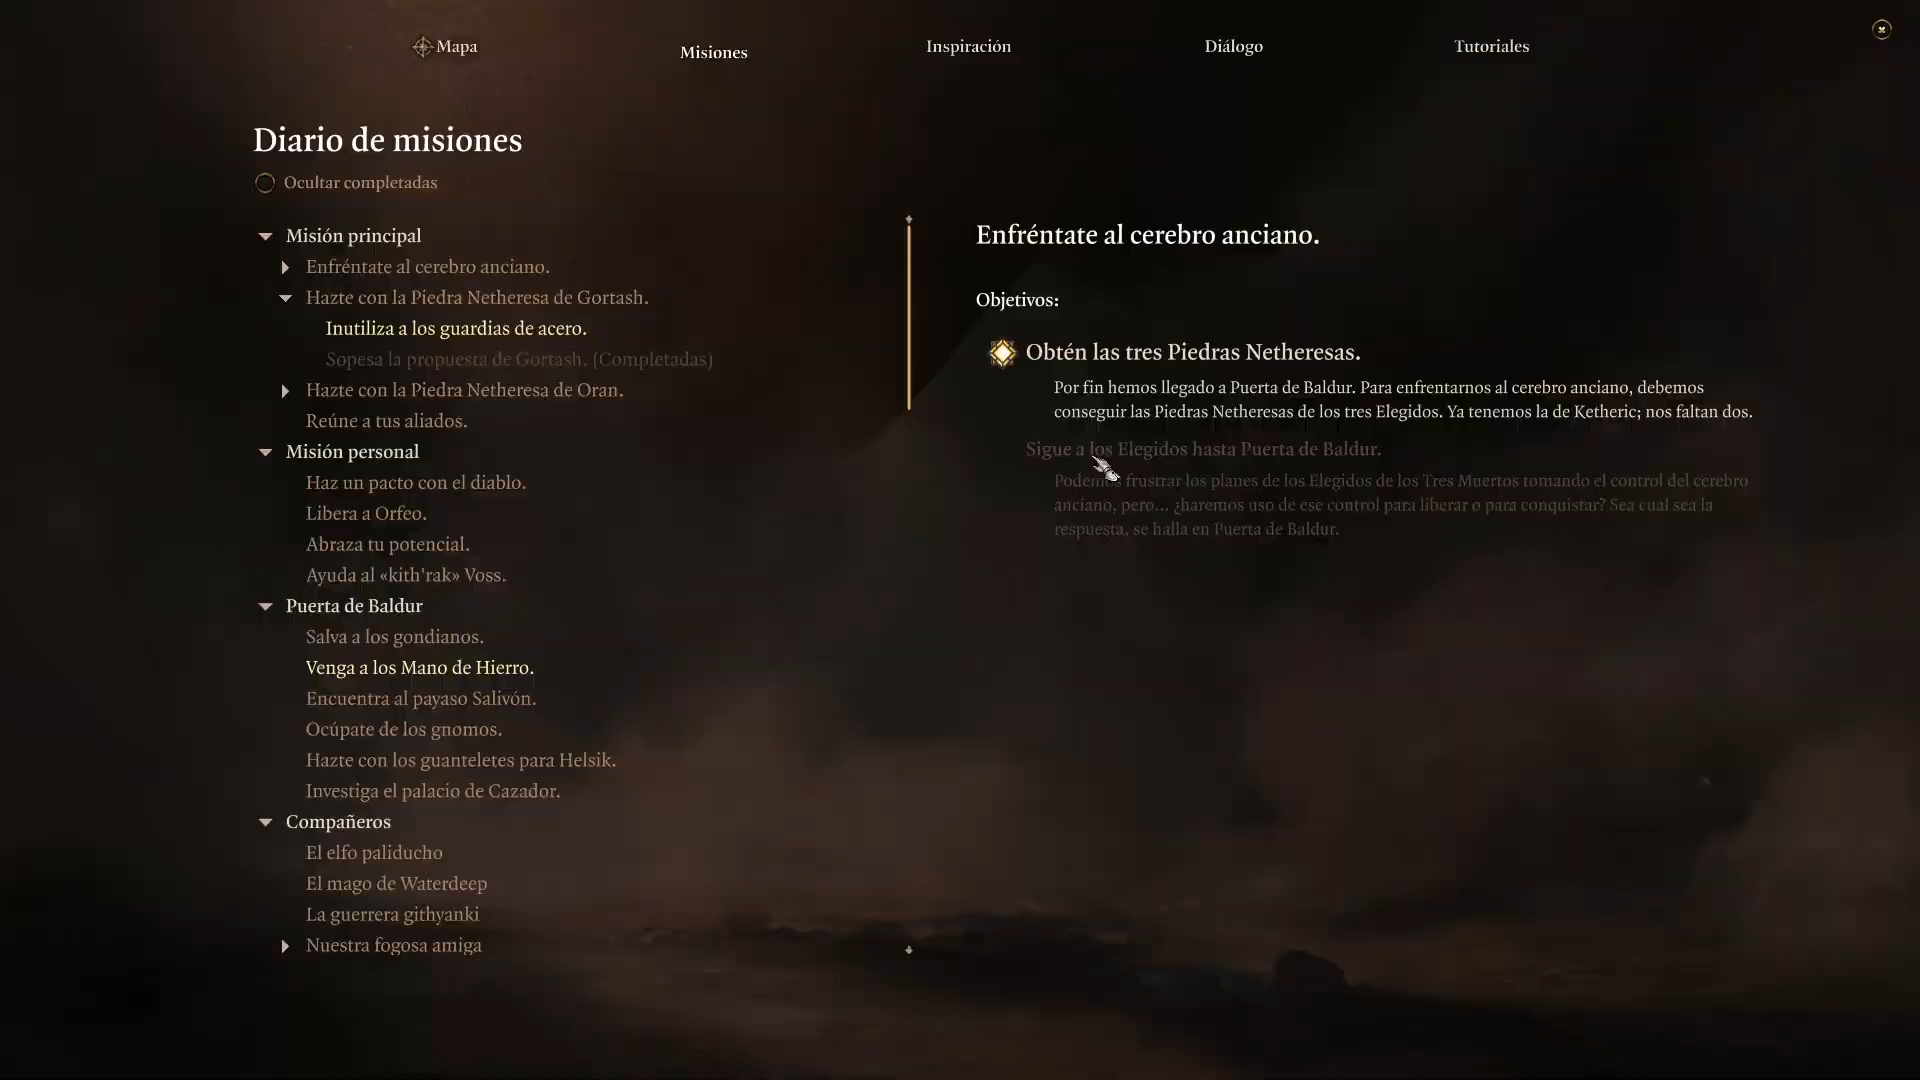 Mapa
Misiones
Inspiración
Diálogo
Tutoriales
Diario de misiones
Ocultar completadas
Misión principal
Enfréntate al cerebro anciano.
Hazte con la Piedra Netheresa de Gortash.
Inutiliza a los guardias de acero.
Sopesa la propuesta de Gortash. (Completadas)
Hazte con la Piedra Netheresa de Oran.
Reúne a tus aliados.
Misión personal
Haz un pacto con el diablo.
Libera a Orfeo.
Abraza tu potencial.
Ayuda al «kith'rak» Voss.
Puerta de Baldur
Salva a los gondianos.
Venga a los Mano de Hierro.
Encuentra al payaso Salivón.
Ocúpate de los gnomos.
Hazte con los guanteletes para Helsik.
Investiga el palacio de Cazador.
Compañeros
El elfo paliducho
El mago de Waterdeep
La guerrera githyanki
Nuestra fogosa amiga
Enfréntate al cerebro anciano.
Objetivos:
Obtén las tres Piedras Netheresas.
Por fin hemos llegado a Puerta de Baldur. Para enfrentarnos al cerebro anciano, debemos
conseguir las Piedras Netheresas de los tres Elegidos. Ya tenemos la de Ketheric; nos faltan dos.
Sigue a los Elegidos hasta Puerta de Baldur.
Podemos frustrar los planes de los Elegidos de los Tres Muertos tomando el control del cerebro
anciano, pero... ¿haremos uso de ese control para liberar o para conquistar? Sea cual sea la
respuesta, se halla en Puerta de Baldur.